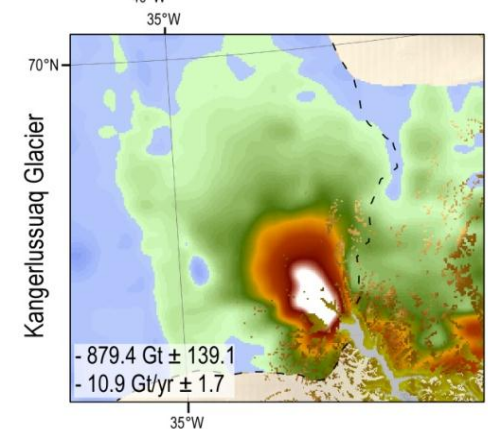 35°W
70°N
Kangerlussuaq Glacier
- 879.4 Gt ± 139.1
- 10.9 Gt/yr ± 1.7
35°W